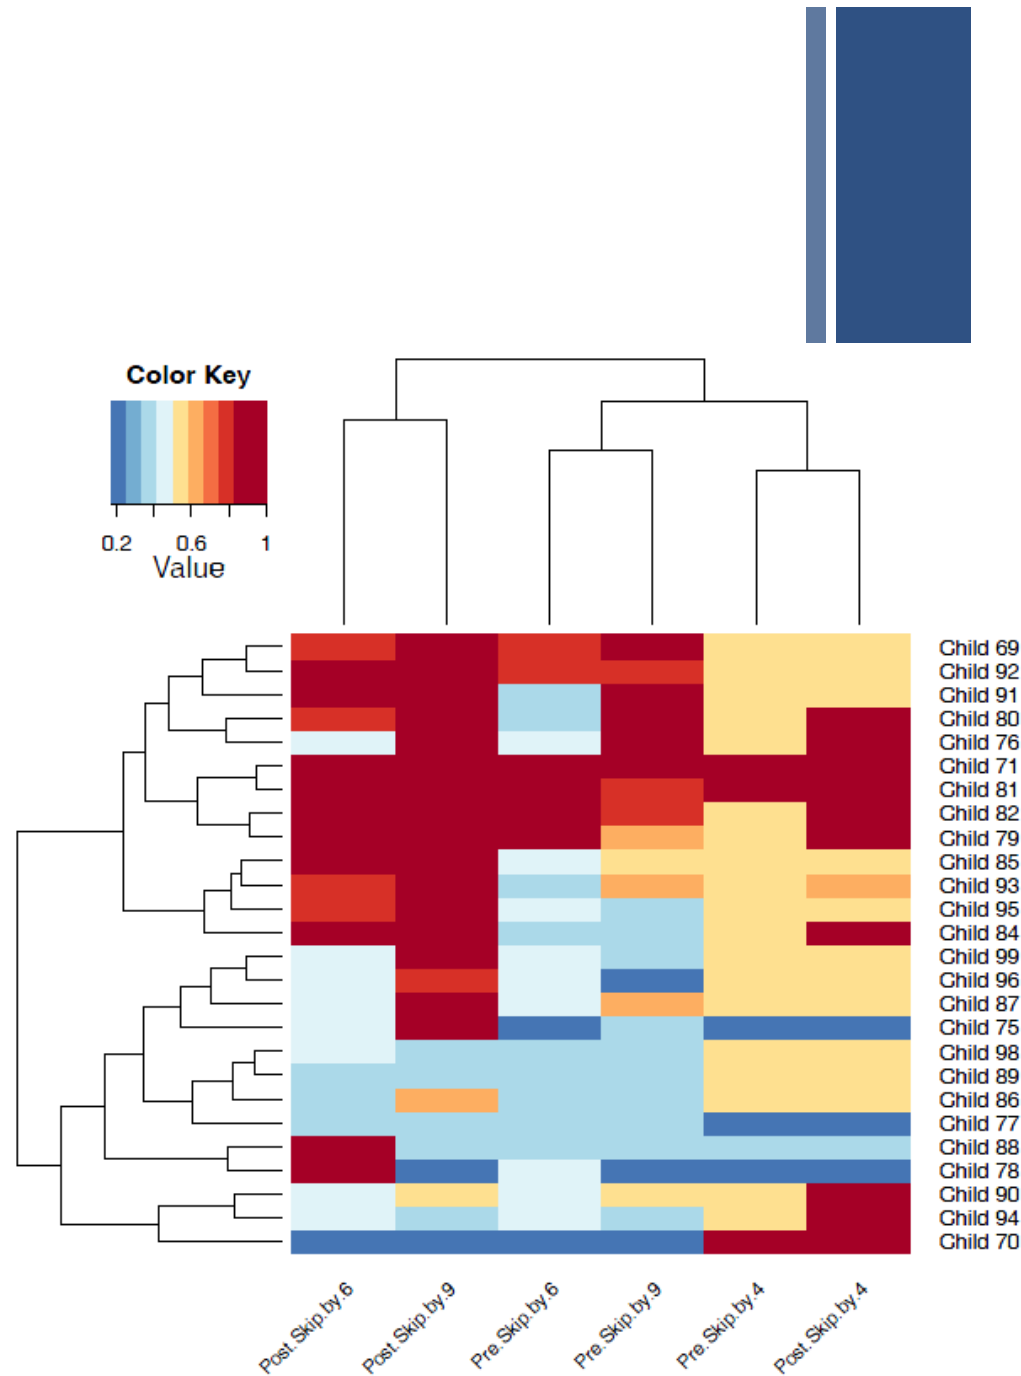 Color Key
0.2 0.6 1
Value
Child 69
Child 92
Child 91
Child 80
Child 76
Child 71
Child 81
Child 82
Child 79
Child 85
Child 93
Child 95
Child 84
Child 99
Child 96
Child 87
Child 75
Child 98
Child 89
Child 86
Child 77
Child 88
Child 78
Child 90
Child 94
Child 70
Post.Skip.by.6
Post.Skip.by.9
Pre.Skip.by.6
Pre.Skip.by.9
Pre.Skip.by.4
Post.Skip.by.4